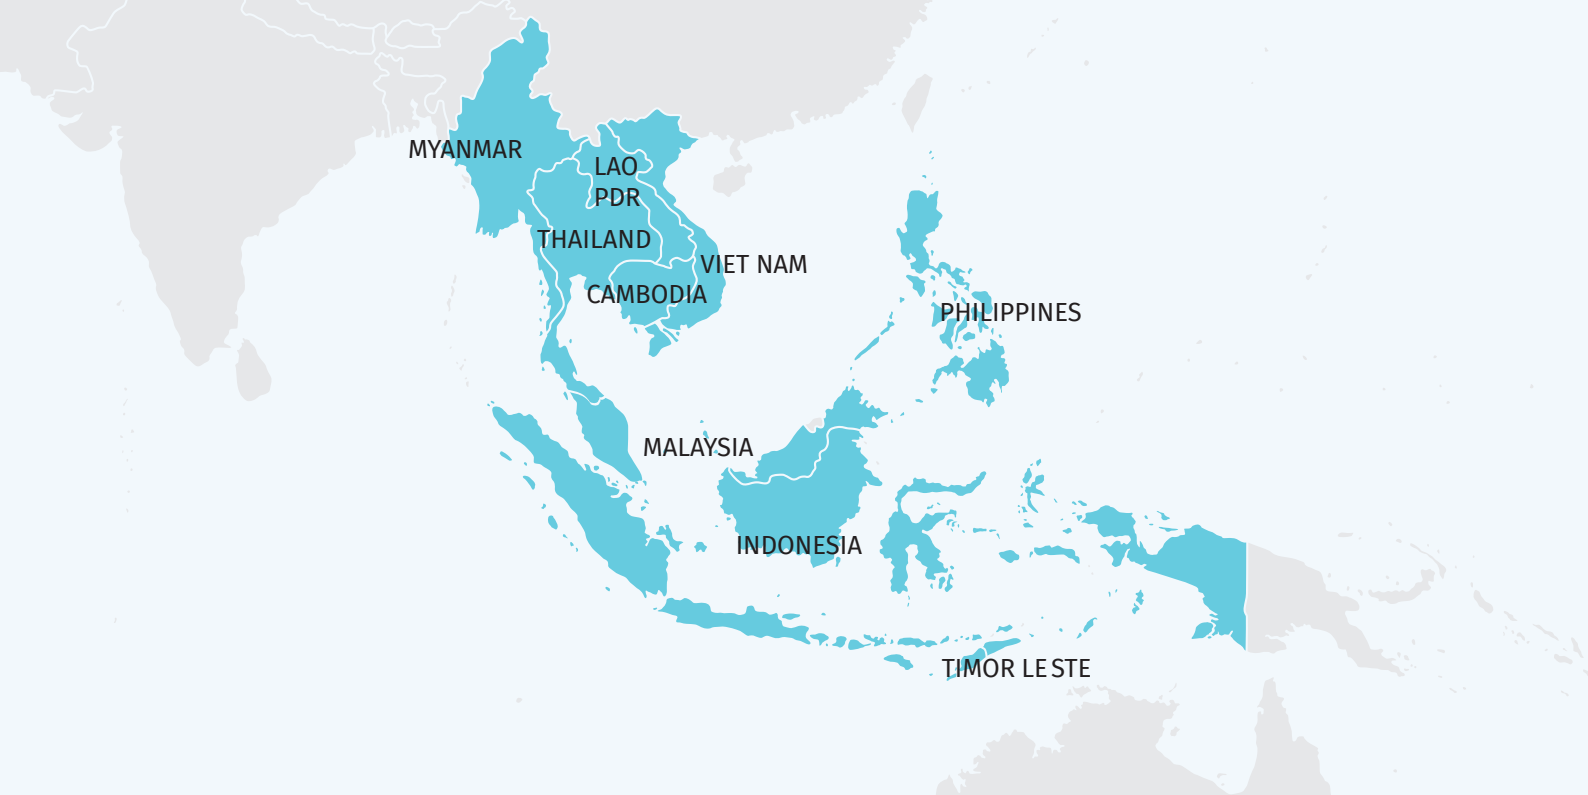 MYANMAR
LAO
PDR
THAILAND
VIET NAM
CAMBODIA
PHILIPPINES
MALAYSIA
INDONESIA
TIMOR LESTE